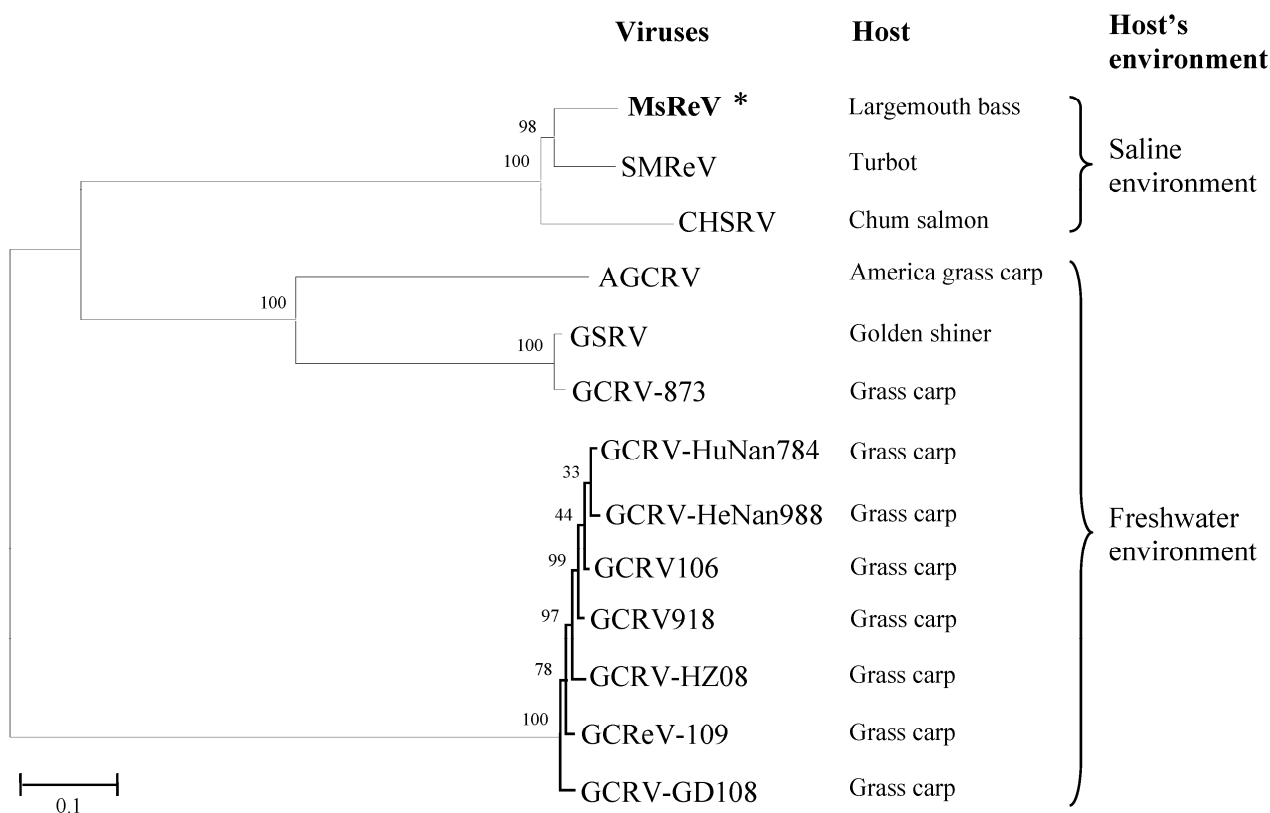 Viruses Host Host's
environment
MsReV * Largemouth bass
98
100
SMReV Turbot
Saline
environment
CHSRV Chum salmon
AGCRV America grass carp
100
GSRV Golden shiner
100
GCRV-873 Grass carp
GCRV-HuNan784 Grass carp
33
GCRV-HeNan988 Grass carp
44
Freshwater
environment
99
GCRV106 Grass carp
97
GCRV918 Grass carp
78
GCRV-HZ08 Grass carp
100
GCReV-109 Grass carp
GCRV-GD108 Grass carp
0.1